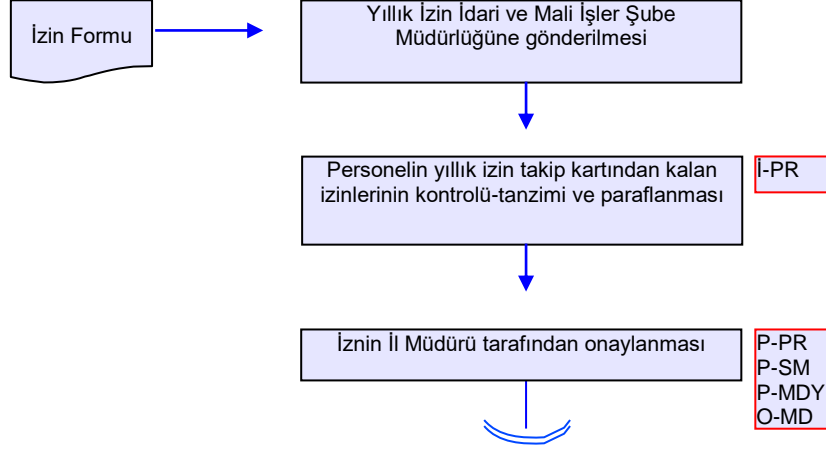 İzin Formu
Yıllık İzin İdari ve Mali İşler Şube
Müdürlüğüne gönderilmesi
Personelin yıllık izin takip kartından kalan
izinlerinin kontrolü-tanzimi ve paraflanması
İ-PR
İznin İl Müdürü tarafından onaylanması
P-PR
P-SM
P-MDY
O-MD